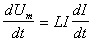 dU_m/dt = LI dI/dt